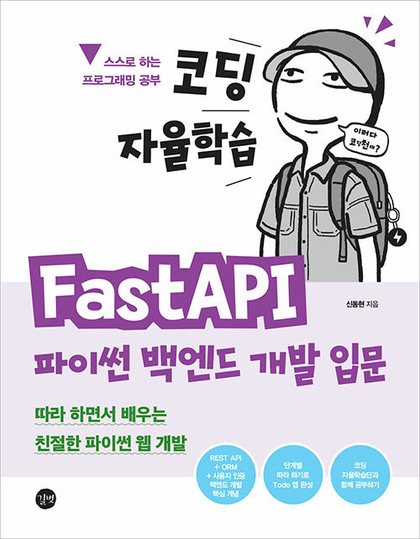 스스로 하는
프로그래밍 공부
코딩
자율학습
이러다
코딩천재?
FastAPI
신동현 지음
파이썬 백엔드 개발 입문
따라 하면서 배우는
친절한 파이썬 웹 개발
REST API
+ ORM
+ 사용자 인증
백엔드 개발
핵심 개념
단계별
따라 하기로
Todo 앱 완성
코딩
자율학습단과
함께 공부하기
길벗